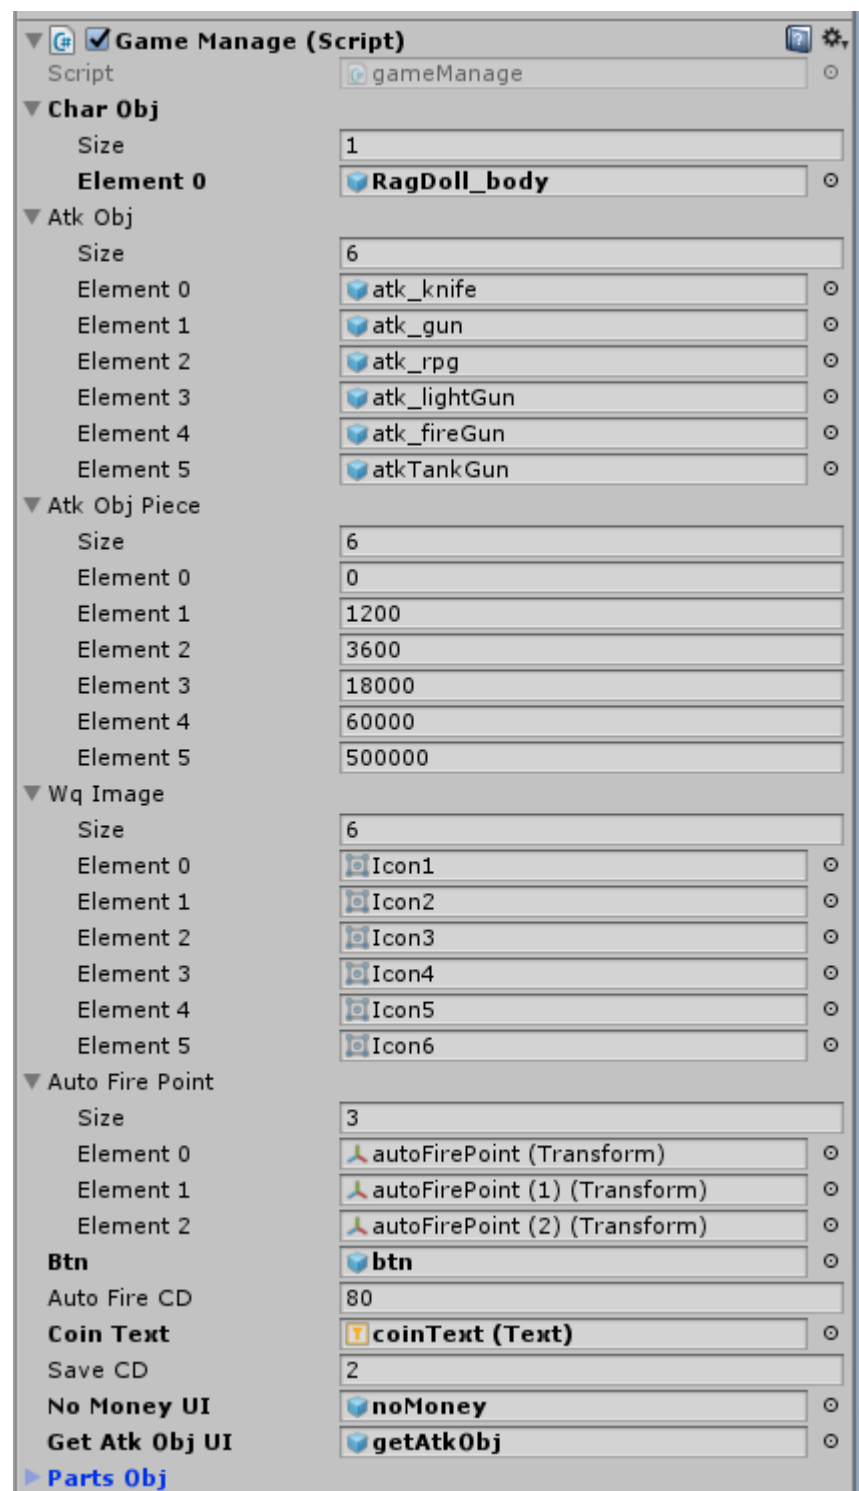 Game Manage (Script)
Script gameManage
Char Obj
Size 1
Element 0 RagDoll_body
Atk Obj
Size 6
Element 0 atk_knife
Element 1 atk_gun
Element 2 atk_rpg
Element 3 atk_lightGun
Element 4 atk_fireGun
Element 5 atkTankGun
Atk Obj Piece
Size 6
Element 0 0
Element 1 1200
Element 2 3600
Element 3 18000
Element 4 60000
Element 5 500000
Wq Image
Size 6
Element 0 Icon1
Element 1 Icon2
Element 2 Icon3
Element 3 Icon4
Element 4 Icon5
Element 5 Icon6
Auto Fire Point
Size 3
Element 0 autoFirePoint (Transform)
Element 1 autoFirePoint (1) (Transform)
Element 2 autoFirePoint (2) (Transform)
Btn btn
Auto Fire CD 80
Coin Text coinText (Text)
Save CD 2
No Money UI noMoney
Get Atk Obj UI getAtkObj
Parts Obj